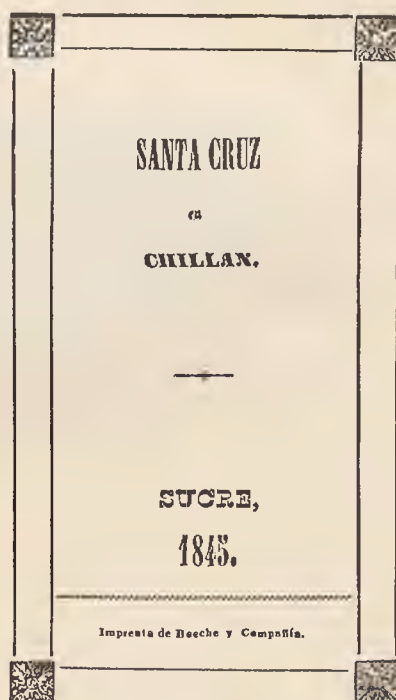 SANTA CRUZ
en
CHILLAN.
SUCRE,
1845.
Imprenta de Beeche y Compañía.